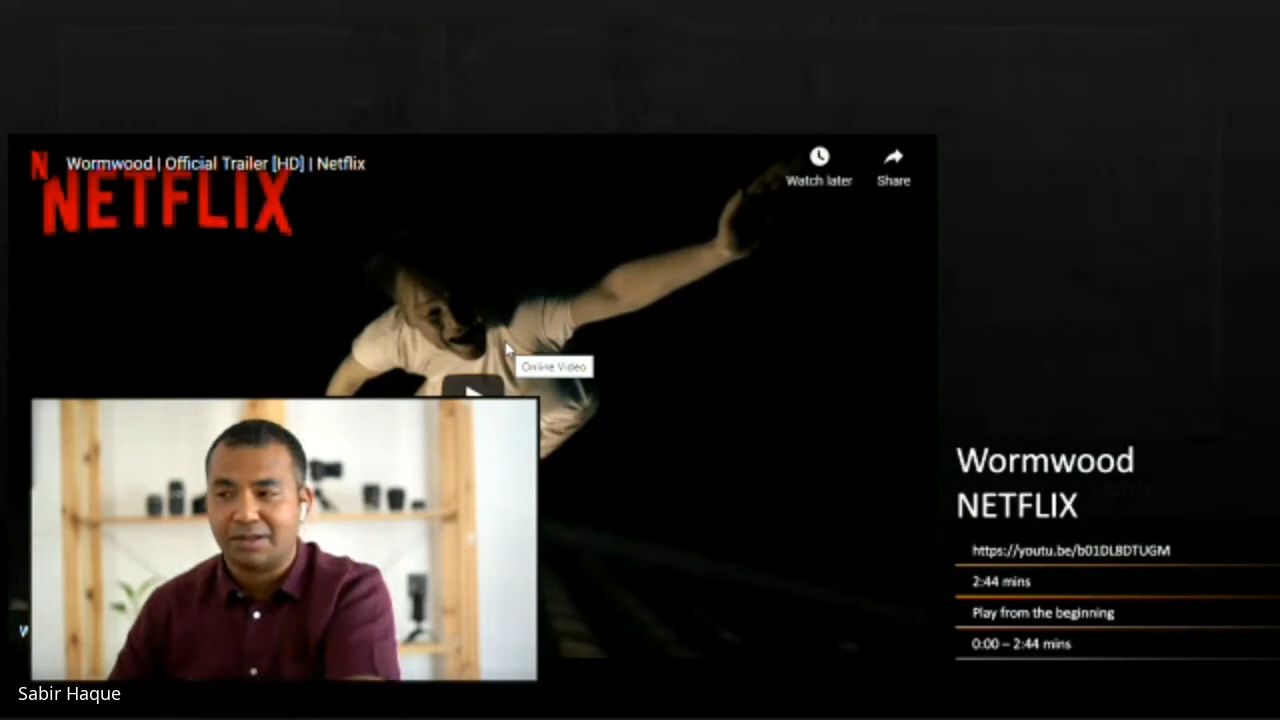 Wormwood | Official Trailer [HD] | Netflix
N
NETFLIX
Watch later
Share
Online Video
Wormwood
NETFLIX
https://youtu.be/b01DL8DTUGM
2:44 mins
Play from the beginning
0:00 – 2:44 mins
Sabir Haque